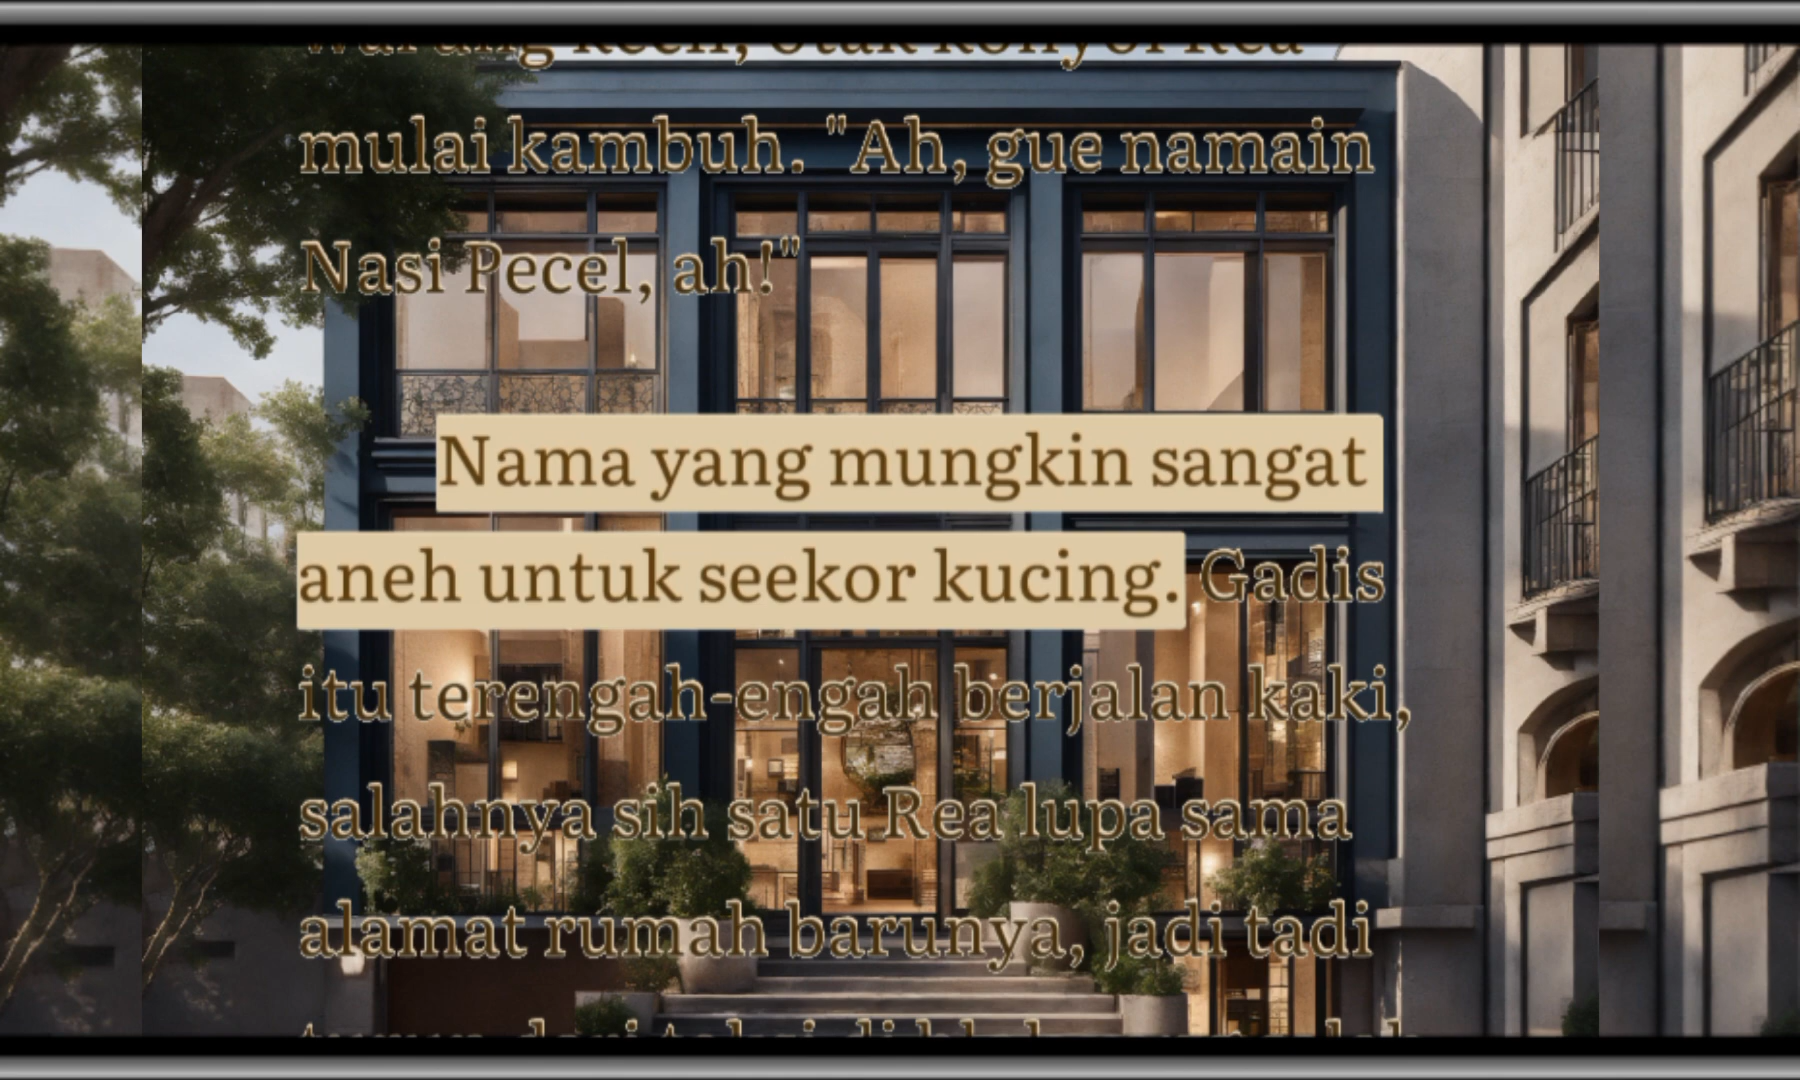 mulai kambuh. "Ah, gue namain
Nasi Pecel, ah!"
Nama yang mungkin sangat
aneh untuk seekor kucing. Gadis
itu terengah-engah berjalan kaki,
salahnya sih satu Rea lupa sama
alamat rumah barunya, jadi tadi